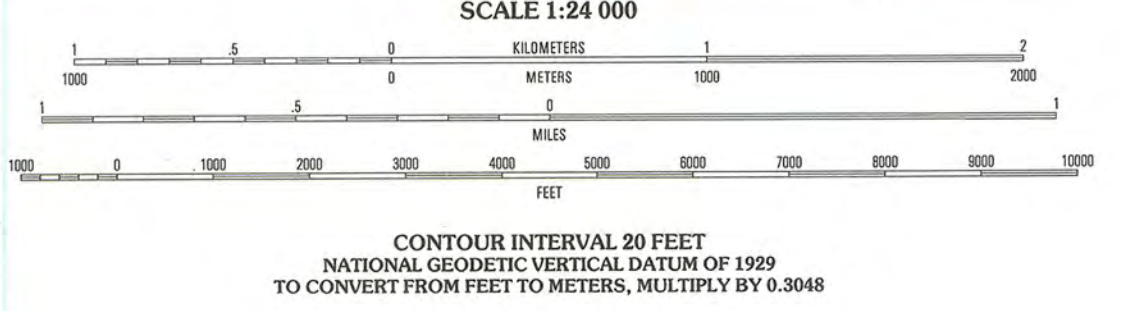 SCALE 1:24 000
1 .5 0 KILOMETERS 1 2
1000 0 METERS 1000 2000
1 .5 0 1
MILES
1000 0 1000 2000 3000 4000 5000 6000 7000 8000 9000 10000
FEET
CONTOUR INTERVAL 20 FEET
NATIONAL GEODETIC VERTICAL DATUM OF 1929
TO CONVERT FROM FEET TO METERS, MULTIPLY BY 0.3048